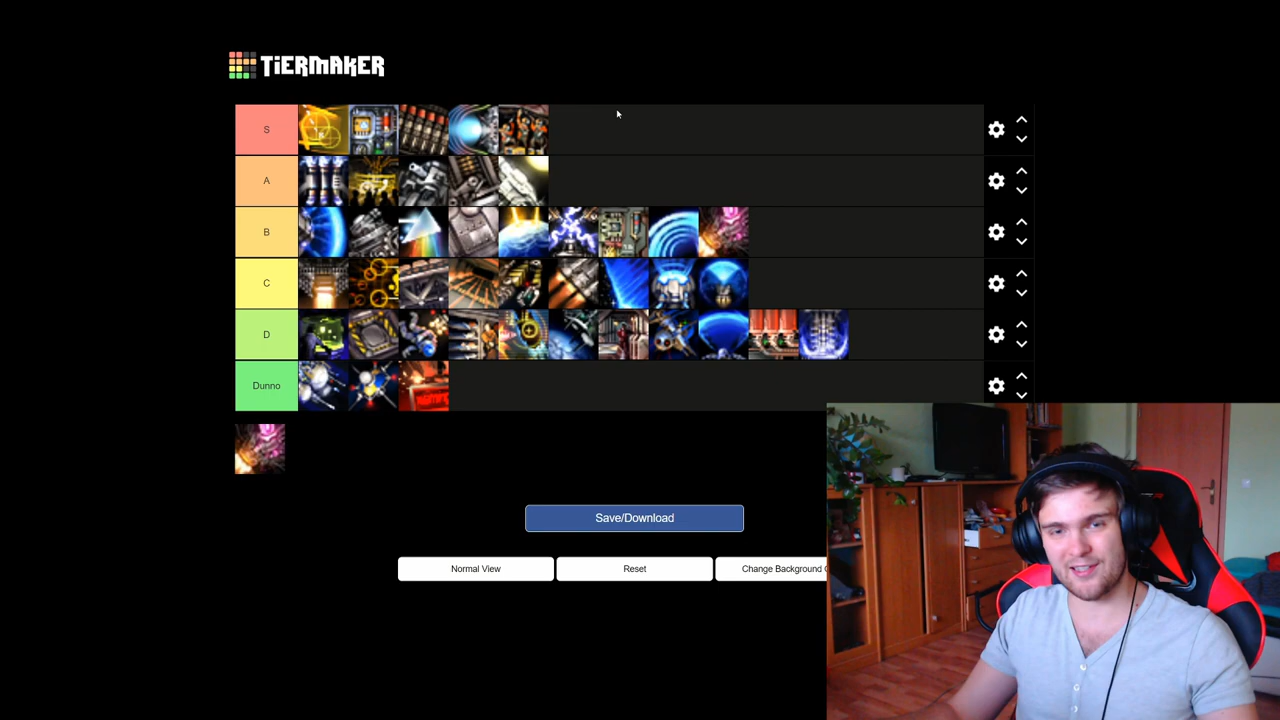 TiERMAKER
S
A
B
C
D
Dunno
Save/Download
Normal View
Reset
Change Background